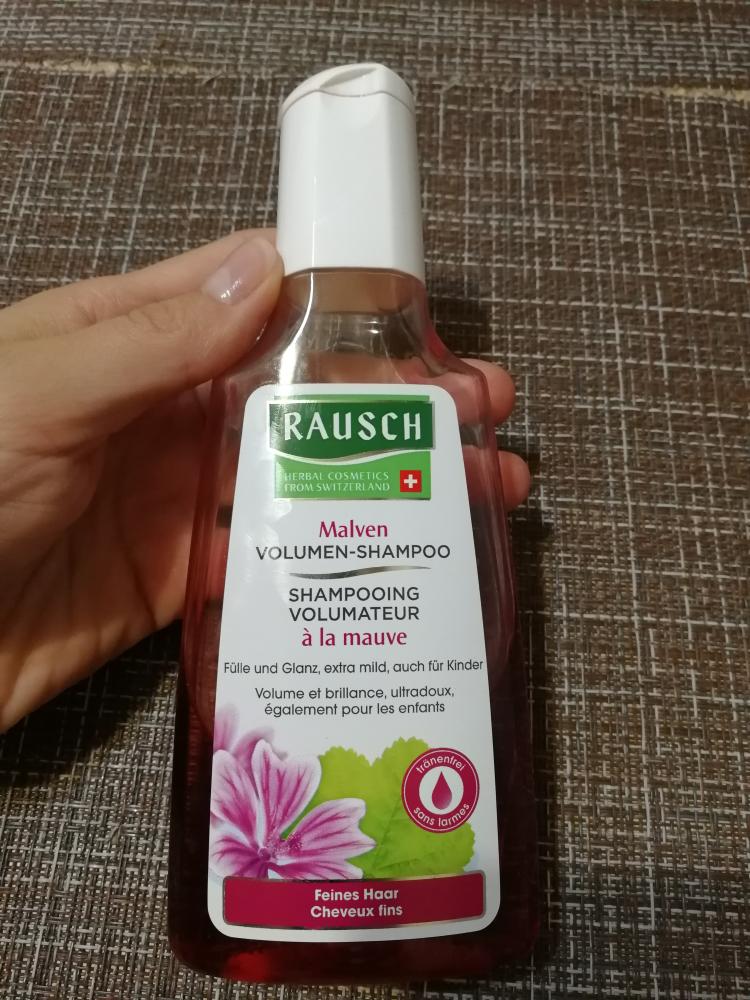 RAUSCH
HERBAL COSMETICS
FROM SWITZERLAND
Malven
VOLUMEN-SHAMPOO
SHAMPOOING
VOLUMATEUR
à la mauve
Fülle und Glanz, extra mild, auch für Kinder
Volume et brillance, ultradoux,
également pour les enfants
tränenfrei
sans larmes
Feines Haar
Cheveux fins